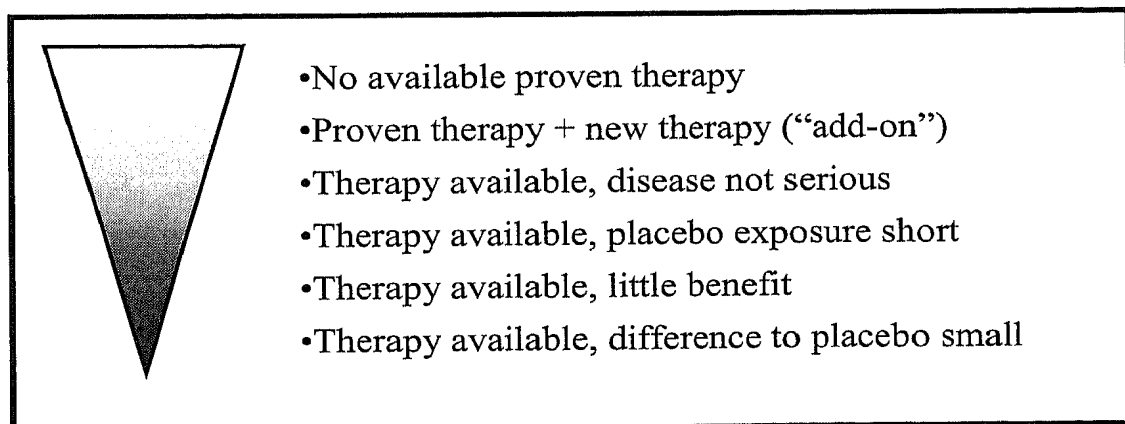 •No available proven therapy
•Proven therapy + new therapy (“add-on”)
•Therapy available, disease not serious
•Therapy available, placebo exposure short
•Therapy available, little benefit
•Therapy available, difference to placebo small